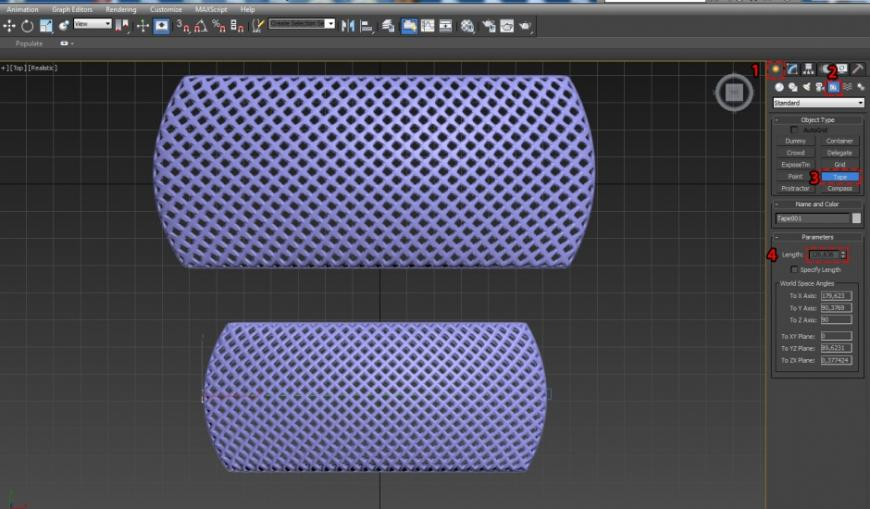 Animation Graph Editors Rendering Customize MAXScript Help
View
Create Selection Se
Populate
+] [Top ] [Realistic]
1
2
Standard
- Object Type
AutoGrid
Dummy Container
Crowd Delegate
ExposeTm Grid
Point 3 Tape
Protractor Compass
- Name and Color
Tape001
- Parameters
4 Length:
Specify Length
World Space Angles
To X Axis: 179,623
To Y Axis: 90,3769
To Z Axis: 90
To XY Plane: 0
To YZ Plane: 89,6231
To ZX Plane: 0,377424